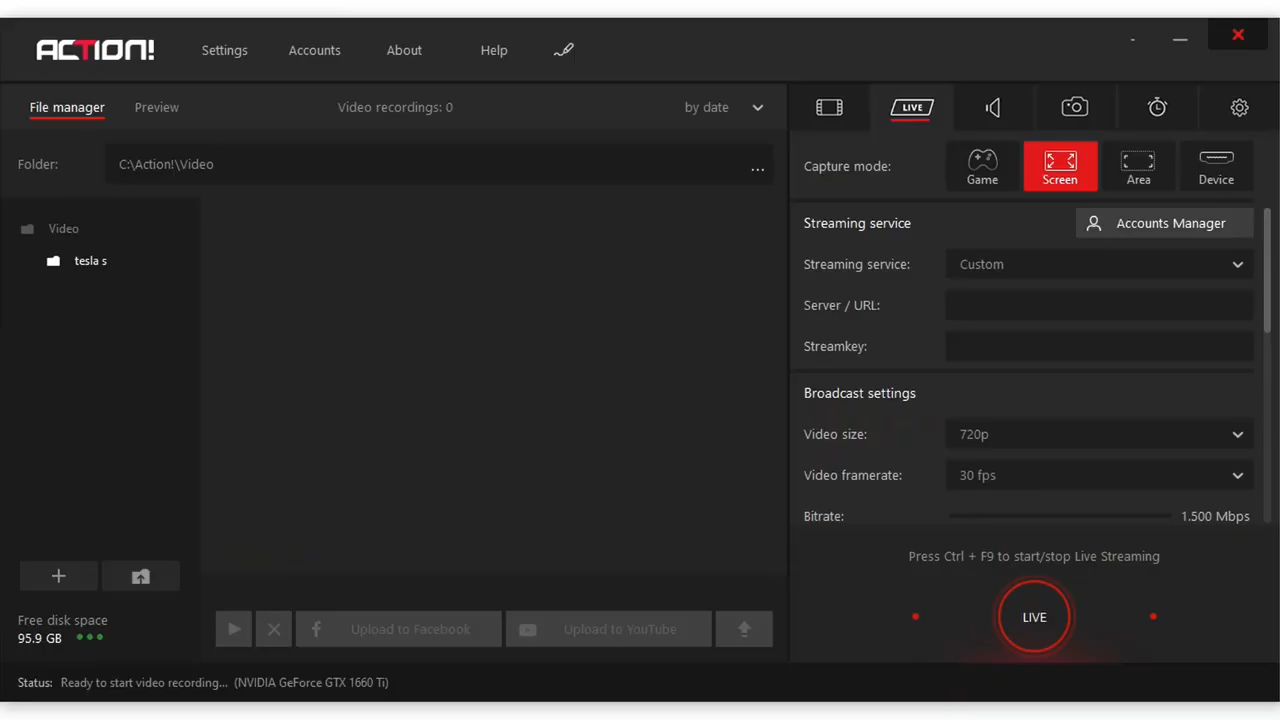 ACTION!
Settings
Accounts
About
Help
File manager
Preview
Video recordings: 0
by date
LIVE
Folder:
C:\Action!\Video
...
Capture mode:
Game
Screen
Area
Device
Video
tesla s
Streaming service
Accounts Manager
Streaming service:
Custom
Server / URL:
Streamkey:
Broadcast settings
Video size:
720p
Video framerate:
30 fps
Bitrate:
1.500 Mbps
Press Ctrl + F9 to start/stop Live Streaming
LIVE
Free disk space
95.9 GB
Upload to Facebook
Upload to YouTube
Status: Ready to start video recording... (NVIDIA GeForce GTX 1660 Ti)